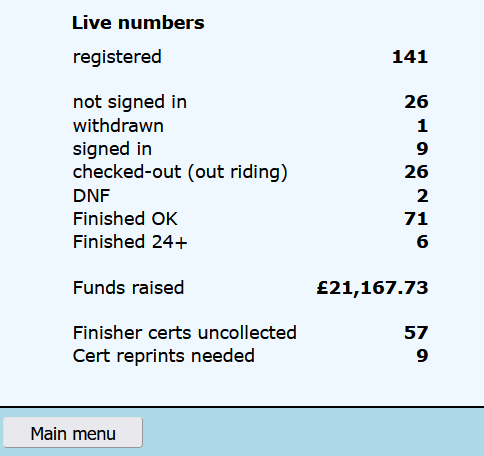 Live numbers
registered 141
not signed in 26
withdrawn 1
signed in 9
checked-out (out riding) 26
DNF 2
Finished OK 71
Finished 24+ 6
Funds raised £21,167.73
Finisher certs uncollected 57
Cert reprints needed 9
Main menu